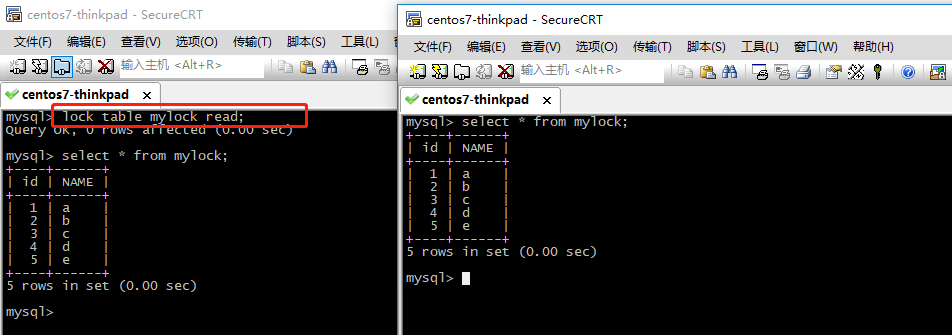 centos7-thinkpad - SecureCRT
文件(F) 编辑(E) 查看(V) 选项(O) 传输(T) 脚本(S) 工具(L)
输入主机 <Alt+R>
centos7-thinkpad ×
mysql> lock table mylock read;
Query OK, 0 rows affected (0.00 sec)
mysql> select * from mylock;
+----+------+
| id | NAME |
+----+------+
|  1 | a    |
|  2 | b    |
|  3 | c    |
|  4 | d    |
|  5 | e    |
+----+------+
5 rows in set (0.00 sec)
mysql>
centos7-thinkpad - SecureCRT
文件(F) 编辑(E) 查看(V) 选项(O) 传输(T) 脚本(S) 工具(L) 窗口(W) 帮助(H)
输入主机 <Alt+R>
centos7-thinkpad ×
mysql> select * from mylock;
+----+------+
| id | NAME |
+----+------+
|  1 | a    |
|  2 | b    |
|  3 | c    |
|  4 | d    |
|  5 | e    |
+----+------+
5 rows in set (0.00 sec)
mysql>